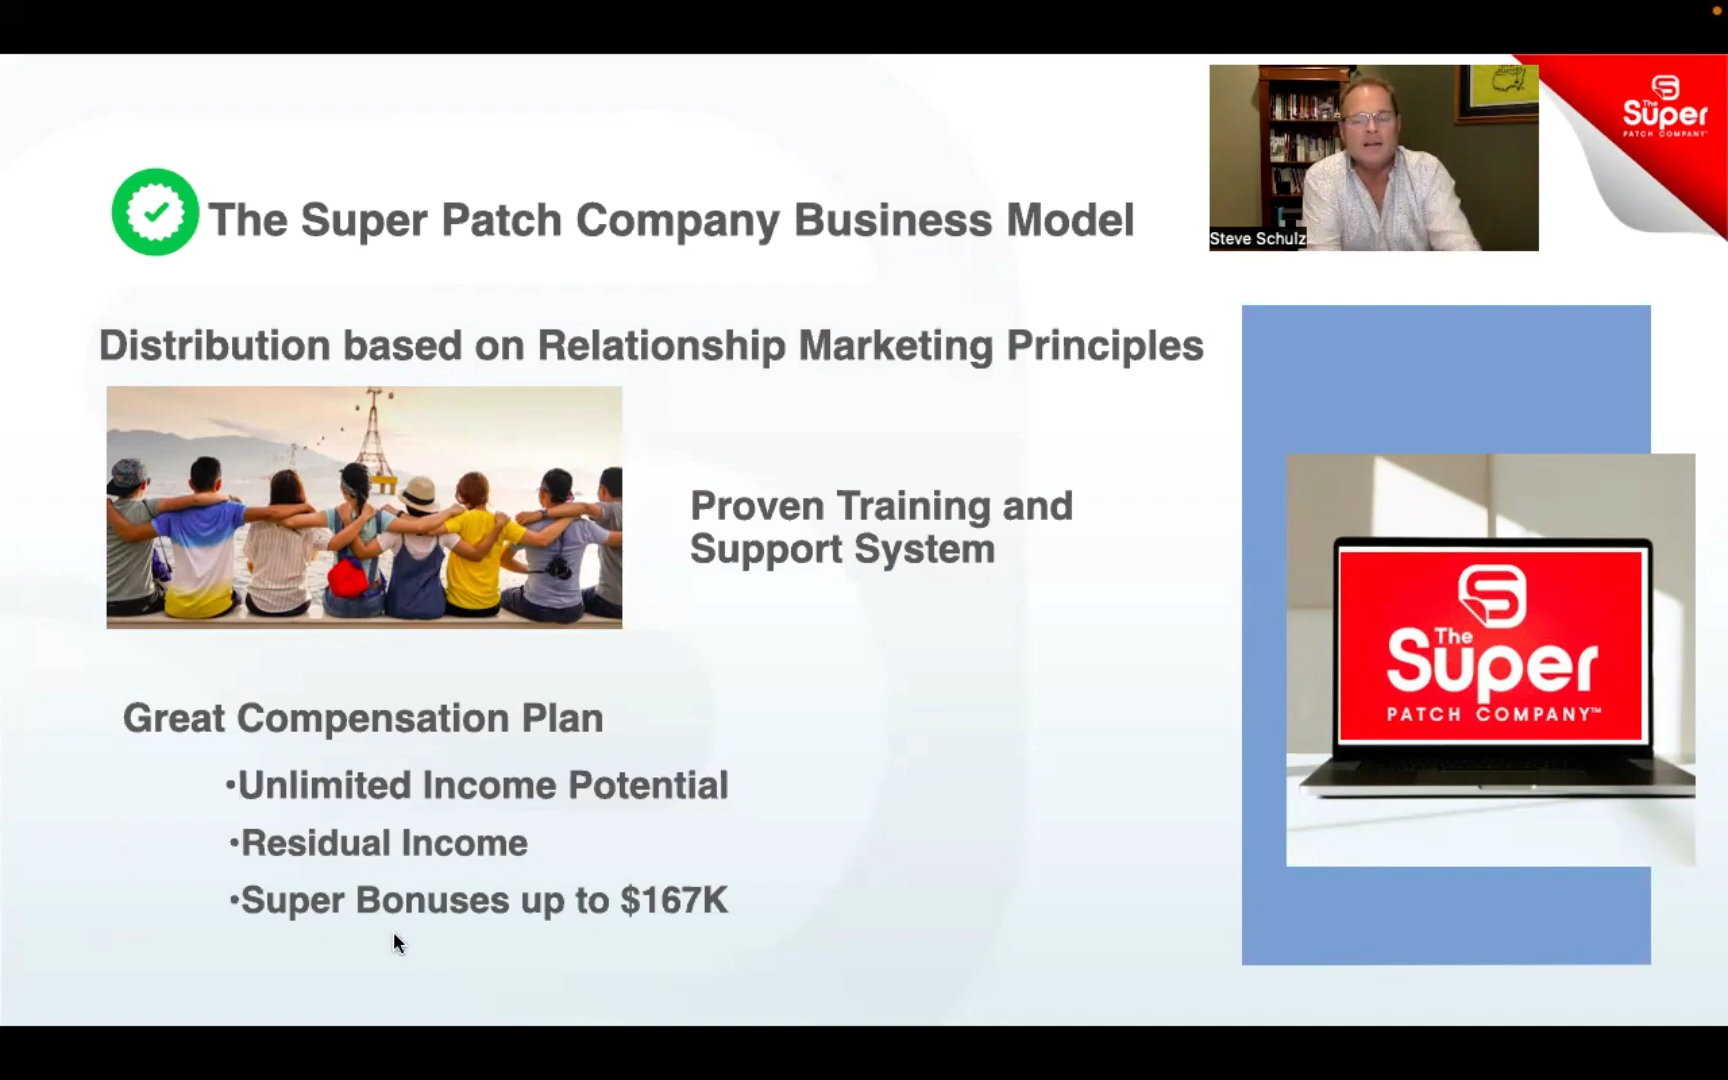 The Super Patch Company Business Model
Steve Schulz
The
Super
PATCH COMPANY
Distribution based on Relationship Marketing Principles
Proven Training and
Support System
The
Super
PATCH COMPANY™
Great Compensation Plan
•Unlimited Income Potential
•Residual Income
•Super Bonuses up to $167K